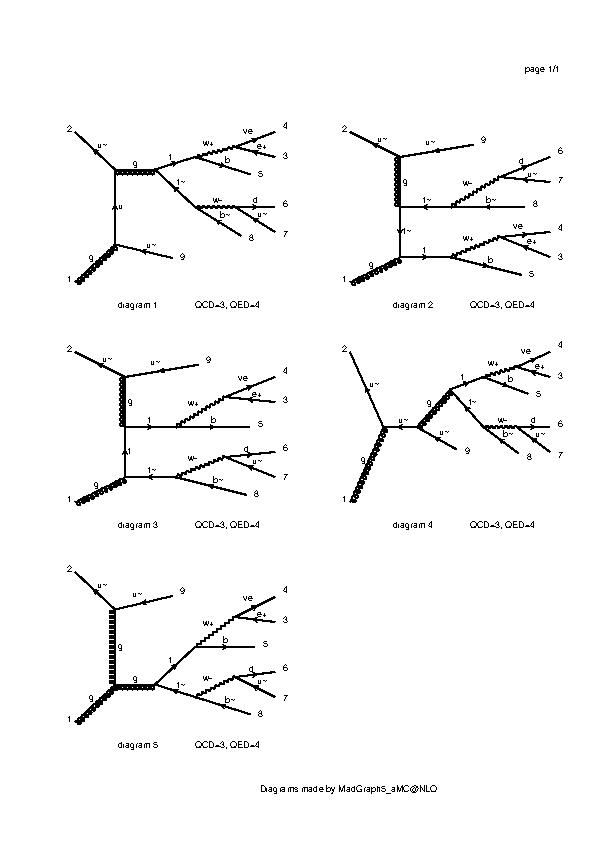 page 1/1
2 u~ g t w+ ve 4
e+ 3
b 5
t~ w- d 6
u~ 7
b~ 8
u
g u~ 9
1
diagram 1 QCD=3, QED=4
2 u~ u~ 9
g t~ w- d 6
u~ 7
b~ 8
t~ w+ ve 4
e+ 3
g t b 5
1
diagram 2 QCD=3, QED=4
2 u~ u~ 9
g t w+ ve 4
e+ 3
b 5
t w- d 6
u~ 7
g t~ b~ 8
1
diagram 3 QCD=3, QED=4
2 u~ u~ g t w+ ve 4
e+ 3
b 5
t~ w- d 6
u~ 7
b~ 8
u~ 9
g
1
diagram 4 QCD=3, QED=4
2 u~ u~ 9
g t w+ ve 4
e+ 3
b 5
g t~ w- d 6
u~ 7
b~ 8
g
1
diagram 5 QCD=3, QED=4
Diagrams made by MadGraph5_aMC@NLO